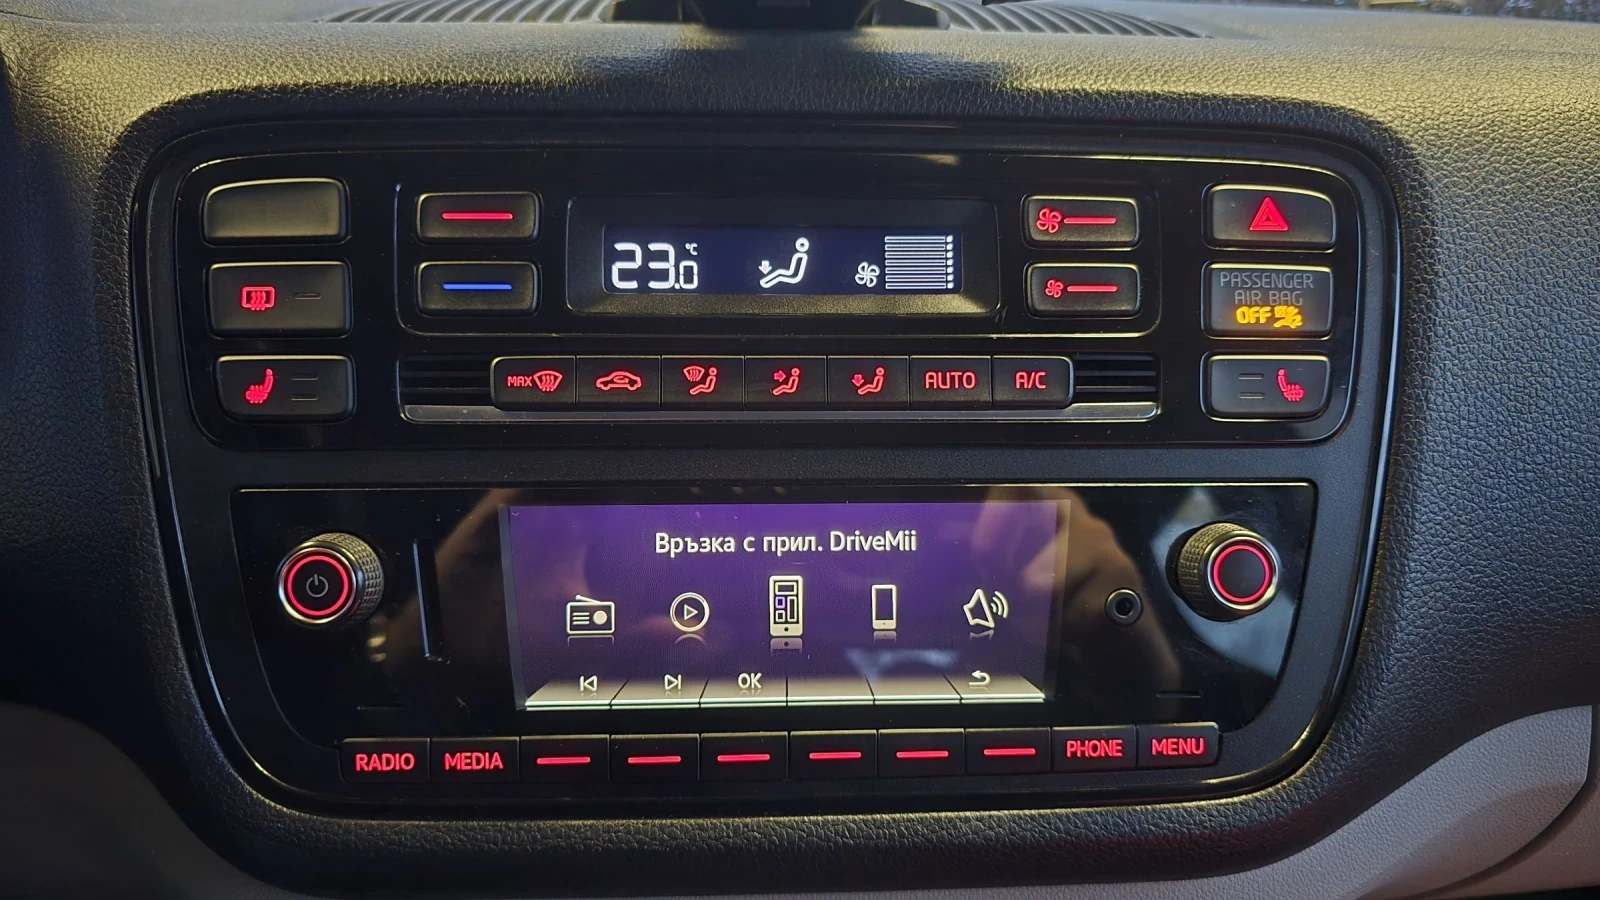 23.0 °C
PASSENGER
AIR BAG
OFF
MAX
AUTO
A/C
Връзка с прил. DriveMii
OK
RADIO
MEDIA
PHONE
MENU